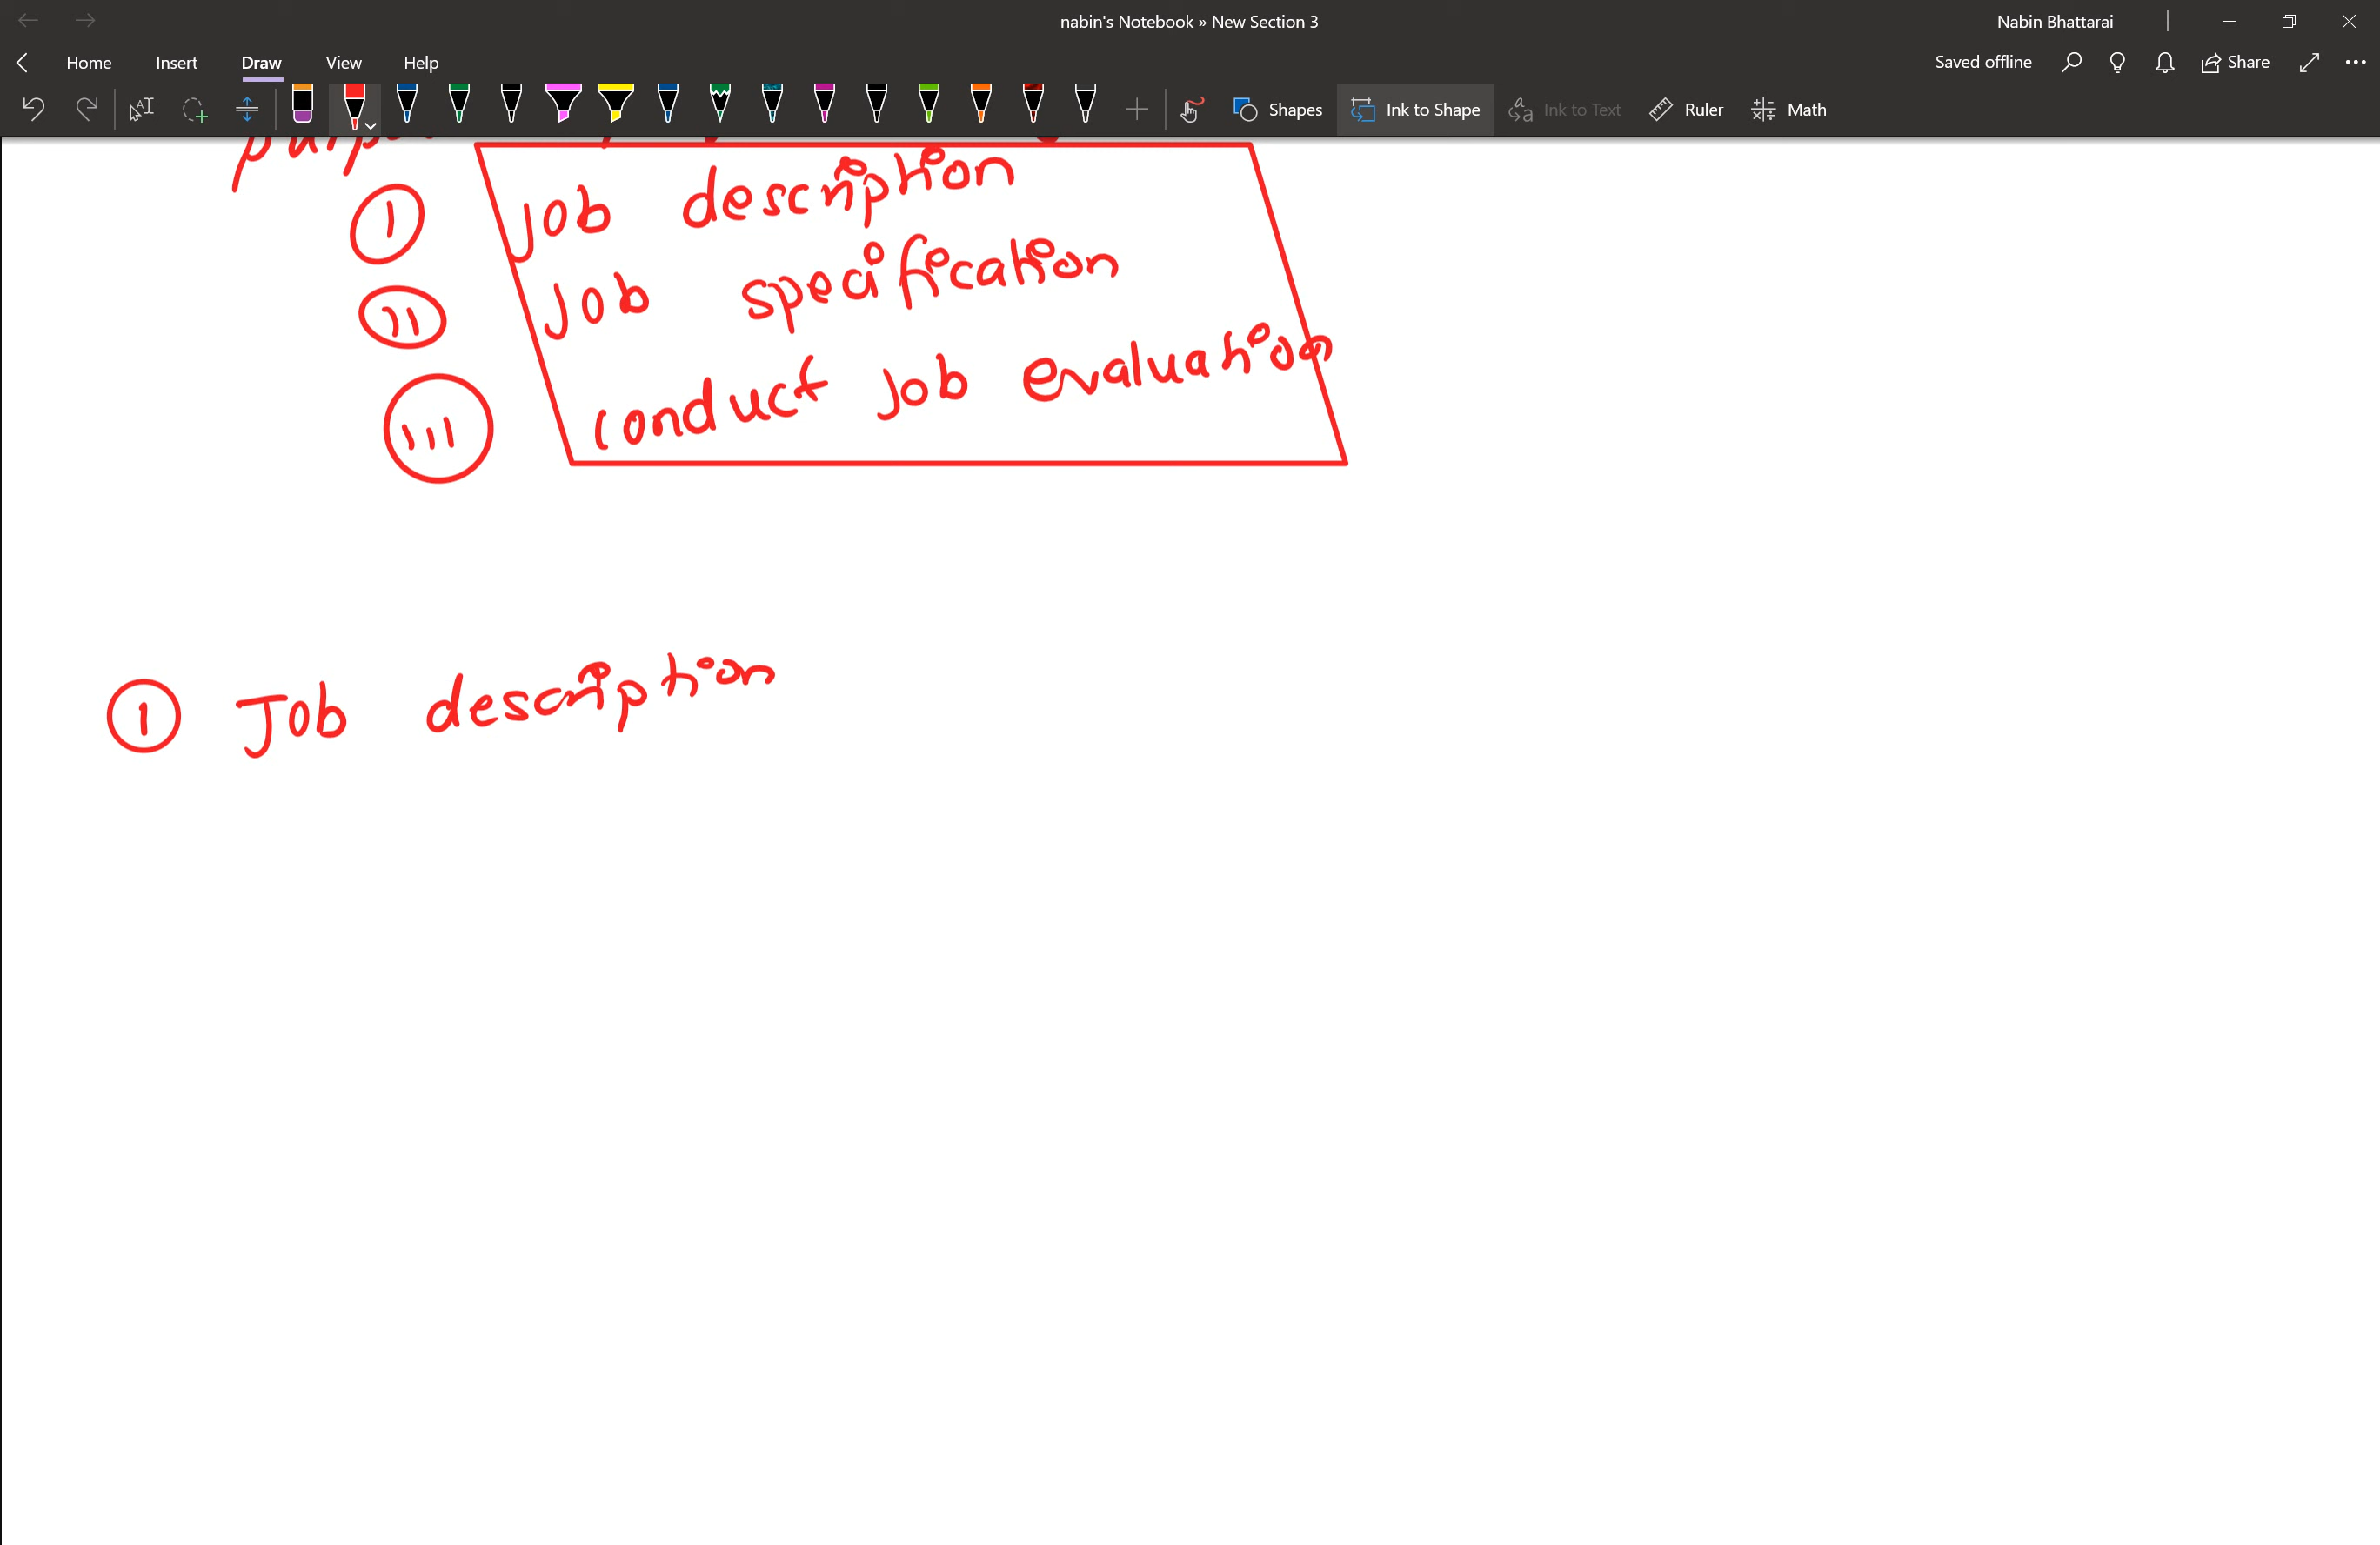 nabin's Notebook » New Section 3
Nabin Bhattarai
Home Insert Draw View Help
Saved offline
Share
Shapes
Ink to Shape
Ink to Text
Ruler
Math
I Job description
II Job specification
III conduct job evaluation
I Job description